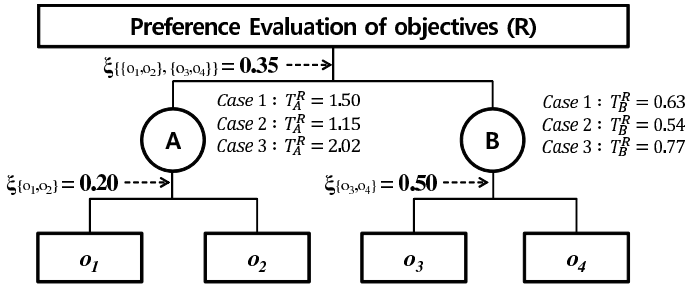 Preference Evaluation of objectives (R)
ξ{{o₁,o₂}, {o₃,o₄}} = 0.35
Case 1 : T_A^R = 1.50
Case 2 : T_A^R = 1.15
Case 3 : T_A^R = 2.02
Case 1 : T_B^R = 0.63
Case 2 : T_B^R = 0.54
Case 3 : T_B^R = 0.77
A
B
ξ{o₁,o₂} = 0.20
ξ{o₃,o₄} = 0.50
o₁
o₂
o₃
o₄